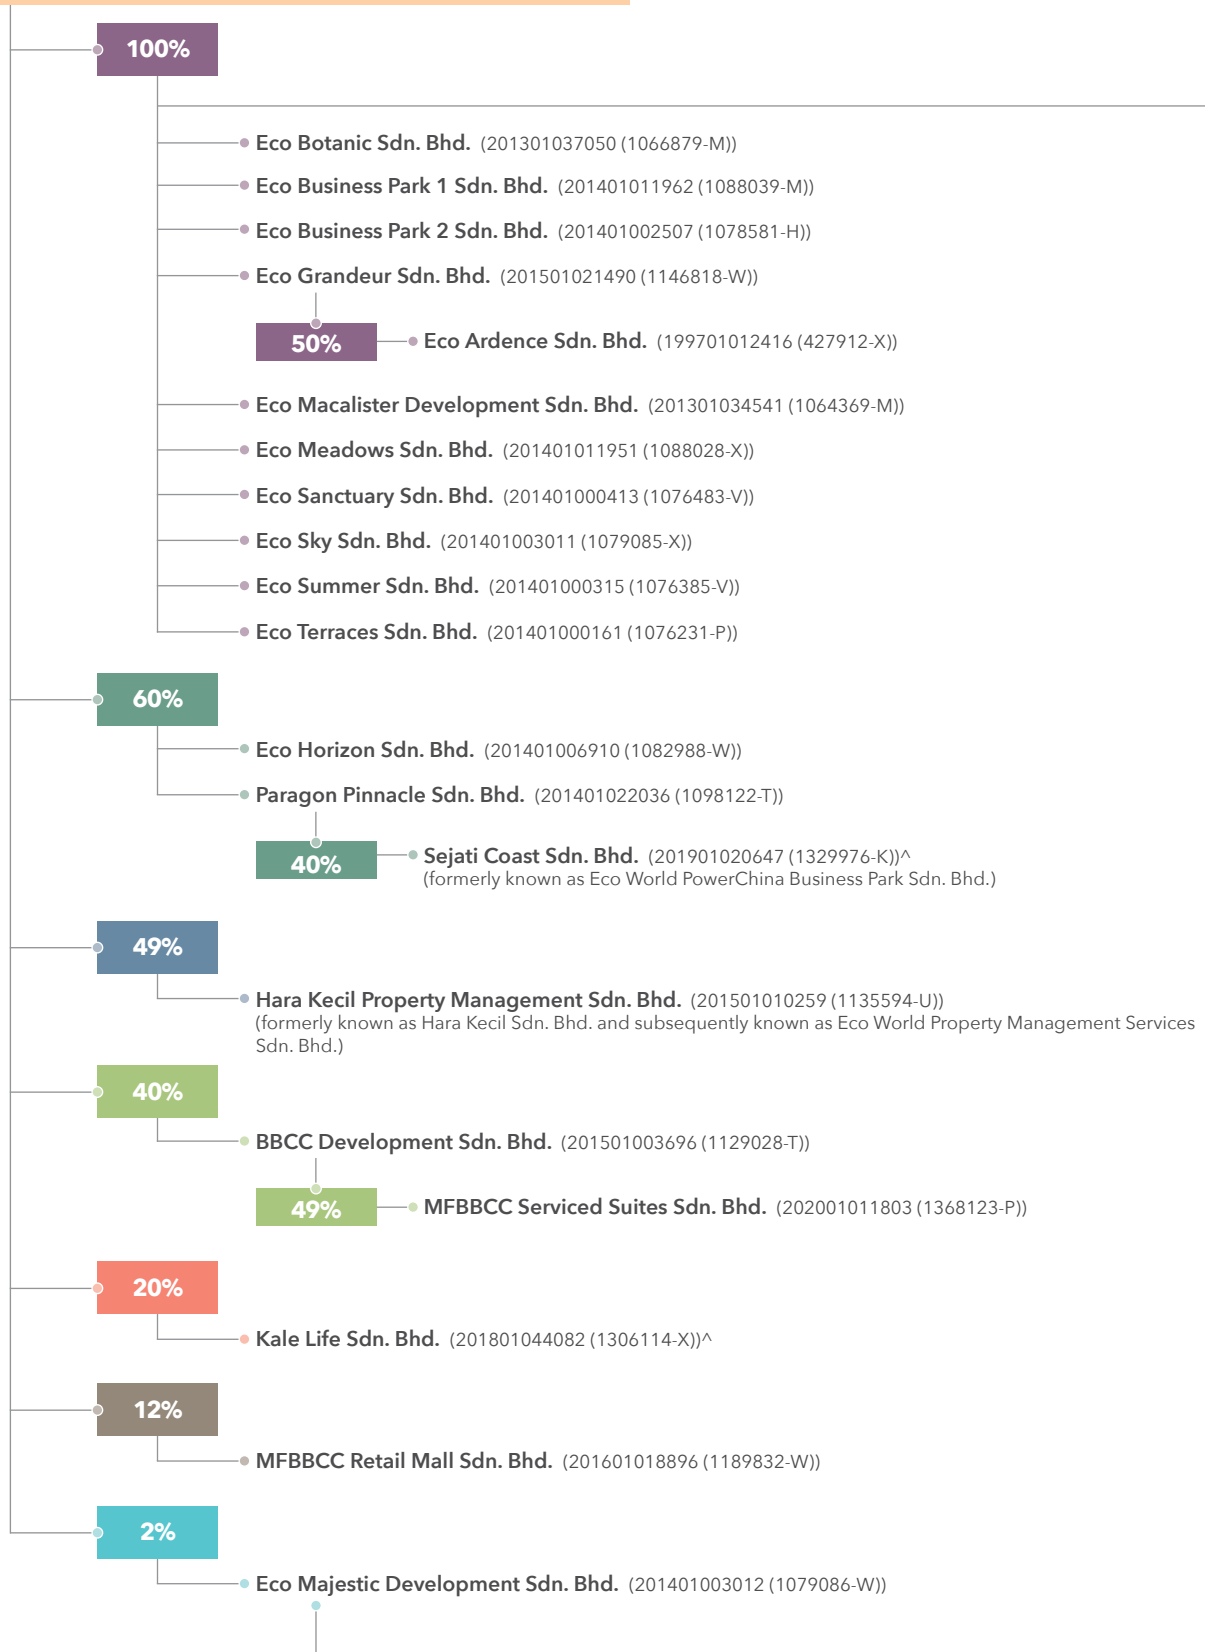 100%
Eco Botanic Sdn. Bhd. (201301037050 (1066879-M))
Eco Business Park 1 Sdn. Bhd. (201401011962 (1088039-M))
Eco Business Park 2 Sdn. Bhd. (201401002507 (1078581-H))
Eco Grandeur Sdn. Bhd. (201501021490 (1146818-W))
50%
Eco Ardence Sdn. Bhd. (199701012416 (427912-X))
Eco Macalister Development Sdn. Bhd. (201301034541 (1064369-M))
Eco Meadows Sdn. Bhd. (201401011951 (1088028-X))
Eco Sanctuary Sdn. Bhd. (201401000413 (1076483-V))
Eco Sky Sdn. Bhd. (201401003011 (1079085-X))
Eco Summer Sdn. Bhd. (201401000315 (1076385-V))
Eco Terraces Sdn. Bhd. (201401000161 (1076231-P))
60%
Eco Horizon Sdn. Bhd. (201401006910 (1082988-W))
Paragon Pinnacle Sdn. Bhd. (201401022036 (1098122-T))
40%
Sejati Coast Sdn. Bhd. (201901020647 (1329976-K))^
(formerly known as Eco World PowerChina Business Park Sdn. Bhd.)
49%
Hara Kecil Property Management Sdn. Bhd. (201501010259 (1135594-U))
(formerly known as Hara Kecil Sdn. Bhd. and subsequently known as Eco World Property Management Services
Sdn. Bhd.)
40%
BBCC Development Sdn. Bhd. (201501003696 (1129028-T))
49%
MFBBCC Serviced Suites Sdn. Bhd. (202001011803 (1368123-P))
20%
Kale Life Sdn. Bhd. (201801044082 (1306114-X))^
12%
MFBBCC Retail Mall Sdn. Bhd. (201601018896 (1189832-W))
2%
Eco Majestic Development Sdn. Bhd. (201401003012 (1079086-W))